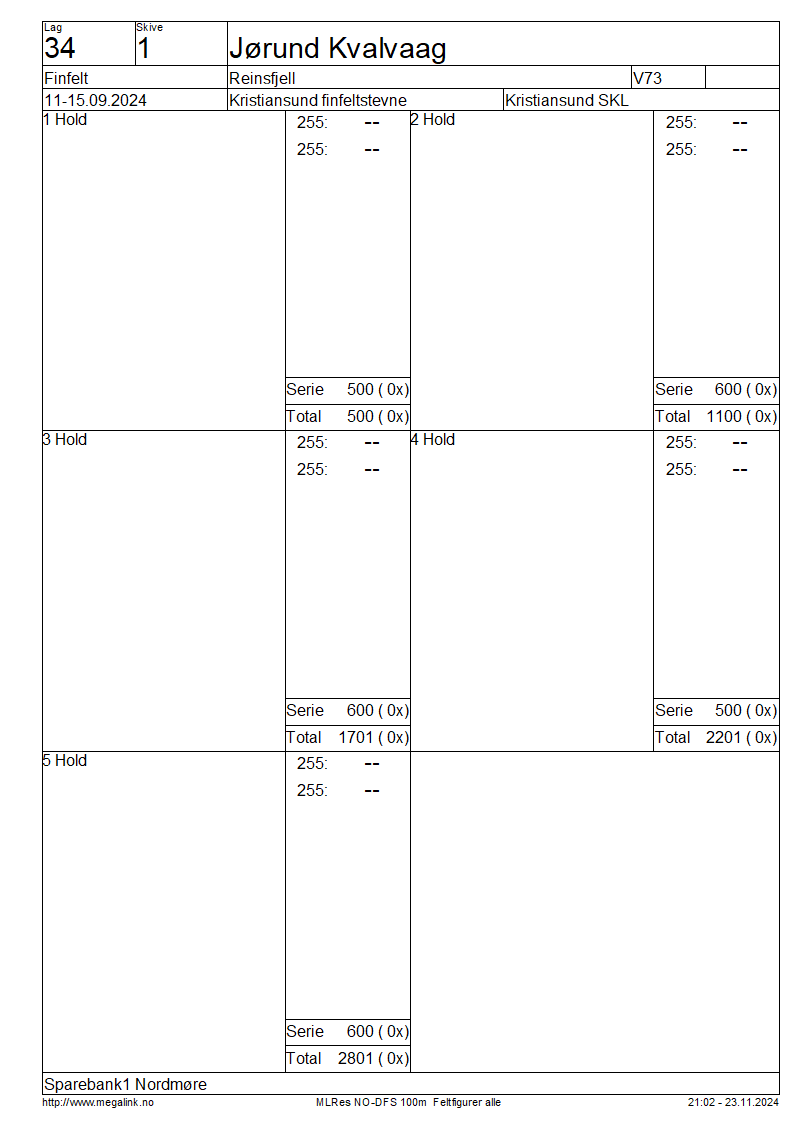 Lag Skive
34 1 Jørund Kvalvaag
Finfelt Reinsfjell V73
11-15.09.2024 Kristiansund finfeltstevne Kristiansund SKL
1 Hold 255: -- 2 Hold 255: --
255: -- 255: --
Serie 500 ( 0x) Serie 600 ( 0x)
Total 500 ( 0x) Total 1100 ( 0x)
3 Hold 255: -- 4 Hold 255: --
255: -- 255: --
Serie 600 ( 0x) Serie 500 ( 0x)
Total 1701 ( 0x) Total 2201 ( 0x)
5 Hold 255: --
255: --
Serie 600 ( 0x)
Total 2801 ( 0x)
Sparebank1 Nordmøre
http://www.megalink.no MLRes NO-DFS 100m Feltfigurer alle 21:02 - 23.11.2024